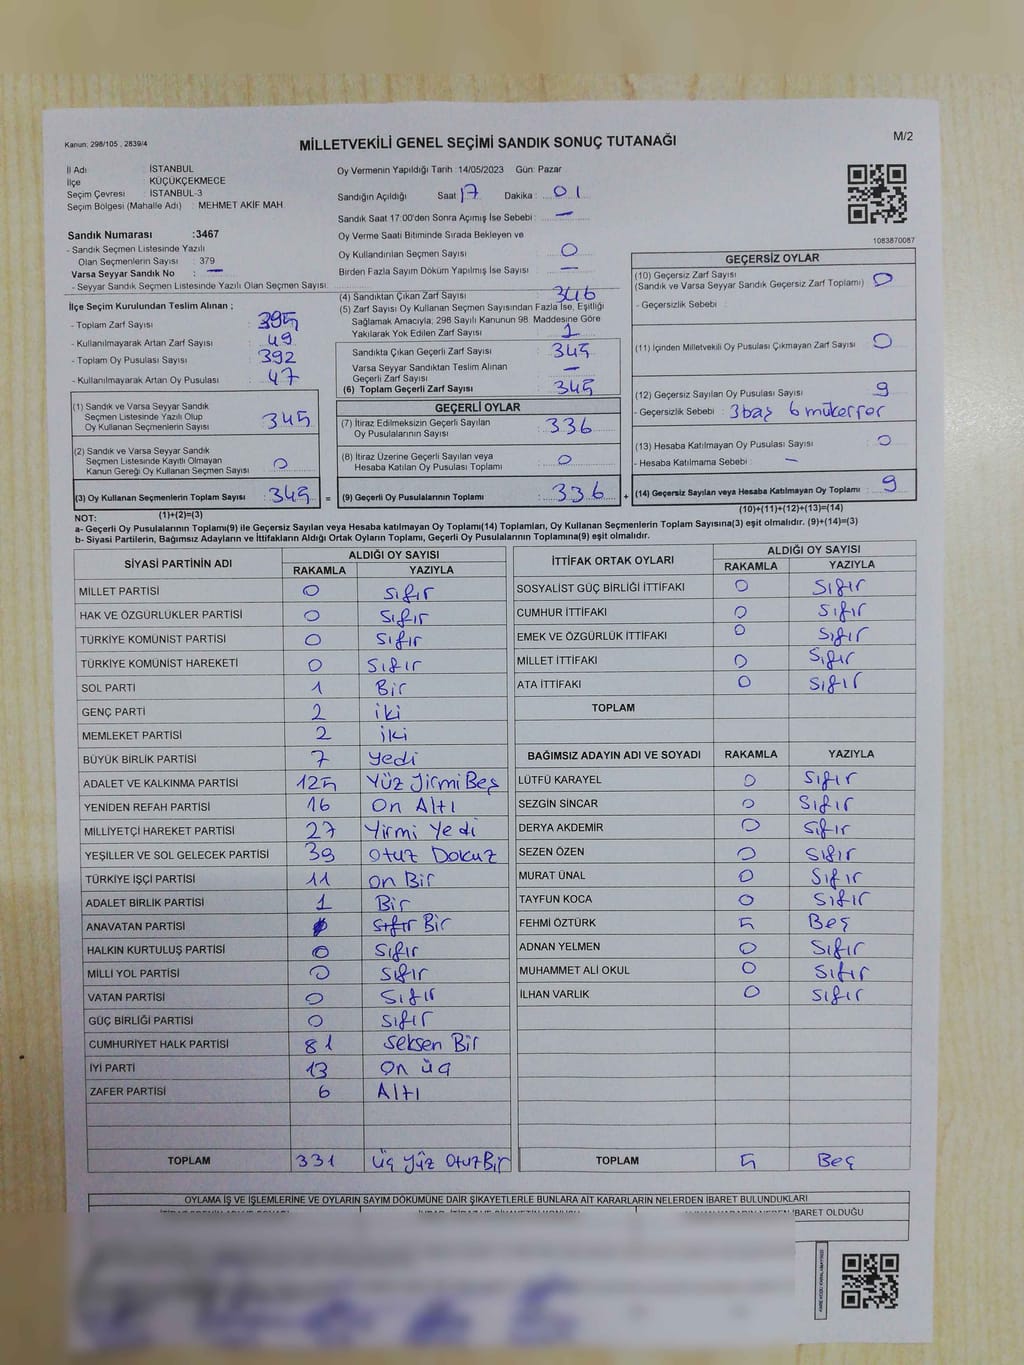 Kanun: 298/105 , 2839/4
MİLLETVEKİLİ GENEL SEÇİMİ SANDIK SONUÇ TUTANAĞI
M/2
İl Adı : İSTANBUL
İlçe : KÜÇÜKÇEKMECE
Seçim Çevresi : İSTANBUL-3
Seçim Bölgesi (Mahalle Adı) : MEHMET AKİF MAH.
Sandık Numarası :3467
- Sandık Seçmen Listesinde Yazılı
Olan Seçmenlerin Sayısı : 379
Varsa Seyyar Sandık No : —
- Seyyar Sandık Seçmen Listesinde Yazılı Olan Seçmen Sayısı:
Oy Vermenin Yapıldığı Tarih :14/05/2023 Gün: Pazar
Sandığın Açıldığı Saat 17 Dakika : 01
Sandık Saat 17:00'den Sonra Açımış İse Sebebi : —
Oy Verme Saati Bitiminde Sırada Bekleyen ve
Oy Kullandırılan Seçmen Sayısı : 0
Birden Fazla Sayım Döküm Yapılmış İse Sayısı : —
1083870087
İlçe Seçim Kurulundan Teslim Alınan ;
- Toplam Zarf Sayısı : 395
- Kullanılmayarak Artan Zarf Sayısı : 49
- Toplam Oy Pusulası Sayısı : 392
- Kullanılmayarak Artan Oy Pusulası : 47
(1) Sandık ve Varsa Seyyar Sandık
Seçmen Listesinde Yazılı Olup
Oy Kullanan Seçmenlerin Sayısı : 345
(2) Sandık ve Varsa Seyyar Sandık
Seçmen Listesinde Kayıtlı Olmayan
Kanun Gereği Oy Kullanan Seçmen Sayısı : 0
(3) Oy Kullanan Seçmenlerin Toplam Sayısı : 345
(1)+(2)=(3)
(4) Sandıktan Çıkan Zarf Sayısı : 346
(5) Zarf Sayısı Oy Kullanan Seçmen Sayısından Fazla İse, Eşitliği
Sağlamak Amacıyla; 298 Sayılı Kanunun 98. Maddesine Göre
Yakılarak Yok Edilen Zarf Sayısı : 1
Sandıkta Çıkan Geçerli Zarf Sayısı : 345
Varsa Seyyar Sandıktan Teslim Alınan
Geçerli Zarf Sayısı : —
(6) Toplam Geçerli Zarf Sayısı : 345
GEÇERLİ OYLAR
(7) İtiraz Edilmeksizin Geçerli Sayılan
Oy Pusulalarının Sayısı : 336
(8) İtiraz Üzerine Geçerli Sayılan veya
Hesaba Katılan Oy Pusulası Toplamı : 0
= (9) Geçerli Oy Pusulalarının Toplamı : 336 +
GEÇERSİZ OYLAR
(10) Geçersiz Zarf Sayısı
(Sandık ve Varsa Seyyar Sandık Geçersiz Zarf Toplamı) : 0
- Geçersizlik Sebebi :
(11) İçinden Milletvekili Oy Pusulası Çıkmayan Zarf Sayısı : 0
(12) Geçersiz Sayılan Oy Pusulası Sayısı : 9
- Geçersizlik Sebebi : 3 baş 6 mükerrer
(13) Hesaba Katılmayan Oy Pusulası Sayısı : 0
- Hesaba Katılmama Sebebi : —
(14) Geçersiz Sayılan veya Hesaba Katılmayan Oy Toplamı : 9
(10)+(11)+(12)+(13)=(14)
NOT:
a- Geçerli Oy Pusulalarının Toplamı(9) ile Geçersiz Sayılan veya Hesaba katılmayan Oy Toplamı(14) Toplamları, Oy Kullanan Seçmenlerin Toplam Sayısına(3) eşit olmalıdır. (9)+(14)=(3)
b- Siyasi Partilerin, Bağımsız Adayların ve İttifakların Aldığı Ortak Oyların Toplamı, Geçerli Oy Pusulalarının Toplamına(9) eşit olmalıdır.
SİYASİ PARTİNİN ADI ALDIĞI OY SAYISI
RAKAMLA YAZIYLA
MİLLET PARTİSİ 0 Sıfır
HAK VE ÖZGÜRLÜKLER PARTİSİ 0 Sıfır
TÜRKİYE KOMÜNİST PARTİSİ 0 Sıfır
TÜRKİYE KOMÜNİST HAREKETİ 0 Sıfır
SOL PARTİ 1 Bir
GENÇ PARTİ 2 iki
MEMLEKET PARTİSİ 2 iki
BÜYÜK BİRLİK PARTİSİ 7 Yedi
ADALET VE KALKINMA PARTİSİ 125 Yüz Jirmi Beş
YENİDEN REFAH PARTİSİ 16 On Altı
MİLLİYETÇİ HAREKET PARTİSİ 27 Yirmi Yedi
YEŞİLLER VE SOL GELECEK PARTİSİ 39 Otuz Dokuz
TÜRKİYE İŞÇİ PARTİSİ 11 On Bir
ADALET BİRLİK PARTİSİ 1 Bir
ANAVATAN PARTİSİ Sıfır Bir
HALKIN KURTULUŞ PARTİSİ 0 Sıfır
MİLLİ YOL PARTİSİ 0 Sıfır
VATAN PARTİSİ 0 Sıfır
GÜÇ BİRLİĞİ PARTİSİ 0 Sıfır
CUMHURİYET HALK PARTİSİ 81 Seksen Bir
İYİ PARTİ 13 On üç
ZAFER PARTİSİ 6 Altı
TOPLAM 331 Üç Yüz Otuz Bir
İTTİFAK ORTAK OYLARI ALDIĞI OY SAYISI
RAKAMLA YAZIYLA
SOSYALİST GÜÇ BİRLİĞİ İTTİFAKI 0 Sıfır
CUMHUR İTTİFAKI 0 Sıfır
EMEK VE ÖZGÜRLÜK İTTİFAKI 0 Sıfır
MİLLET İTTİFAKI 0 Sıfır
ATA İTTİFAKI 0 Sıfır
TOPLAM
BAĞIMSIZ ADAYIN ADI VE SOYADI RAKAMLA YAZIYLA
LÜTFÜ KARAYEL 0 Sıfır
SEZGİN SİNCAR 0 Sıfır
DERYA AKDEMİR 0 Sıfır
SEZEN ÖZEN 0 Sıfır
MURAT ÜNAL 0 Sıfır
TAYFUN KOCA 0 Sıfır
FEHMİ ÖZTÜRK 5 Beş
ADNAN YELMEN 0 Sıfır
MUHAMMET ALİ OKUL 0 Sıfır
İLHAN VARLIK 0 Sıfır
TOPLAM 5 Beş
OYLAMA İŞ VE İŞLEMLERİNE VE OYLARIN SAYIM DÖKÜMÜNE DAİR ŞİKAYETLERLE BUNLARA AİT KARARLARIN NELERDEN İBARET BULUNDUKLARI
İBARET OLDUĞU